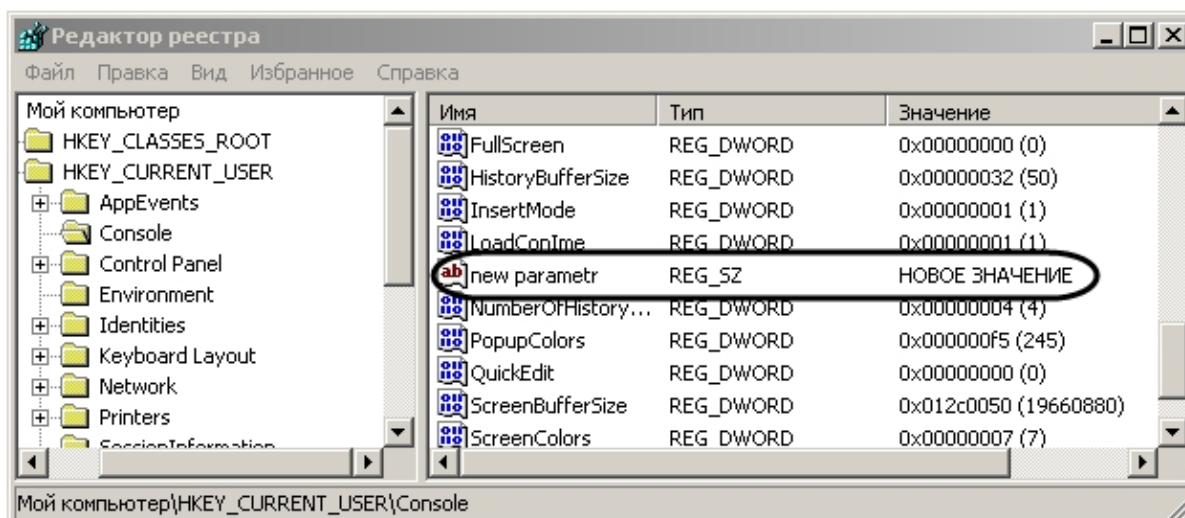 Редактор реестра
Файл Правка Вид Избранное Справка
Мой компьютер
HKEY_CLASSES_ROOT
HKEY_CURRENT_USER
AppEvents
Console
Control Panel
Environment
Identities
Keyboard Layout
Network
Printers
SessionInformation
Имя Тип Значение
FullScreen REG_DWORD 0x00000000 (0)
HistoryBufferSize REG_DWORD 0x00000032 (50)
InsertMode REG_DWORD 0x00000001 (1)
LoadConIme REG_DWORD 0x00000001 (1)
new parametr REG_SZ НОВОЕ ЗНАЧЕНИЕ
NumberOfHistory... REG_DWORD 0x00000004 (4)
PopupColors REG_DWORD 0x000000f5 (245)
QuickEdit REG_DWORD 0x00000000 (0)
ScreenBufferSize REG_DWORD 0x012c0050 (19660880)
ScreenColors REG_DWORD 0x00000007 (7)
Мой компьютер\HKEY_CURRENT_USER\Console